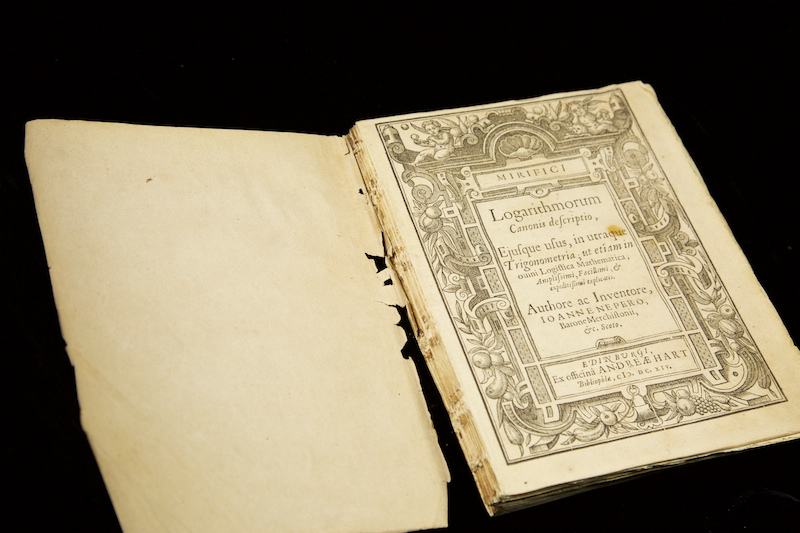 MIRIFICI
Logarithmorum
Canonis descriptio,
Ejusque usus, in utraque
Trigonometria; ut etiam in
omni Logistica Mathematica,
Amplissimi, Facillimi, &
expeditissimi explicatio.
Authore ac Inventore,
IOANNE NEPERO,
Barone Merchistonii,
&c. Scoto.
EDINBURGI,
Ex officinâ ANDREÆ HART
Bibliopôlæ, CIↃ. DC. XIV.